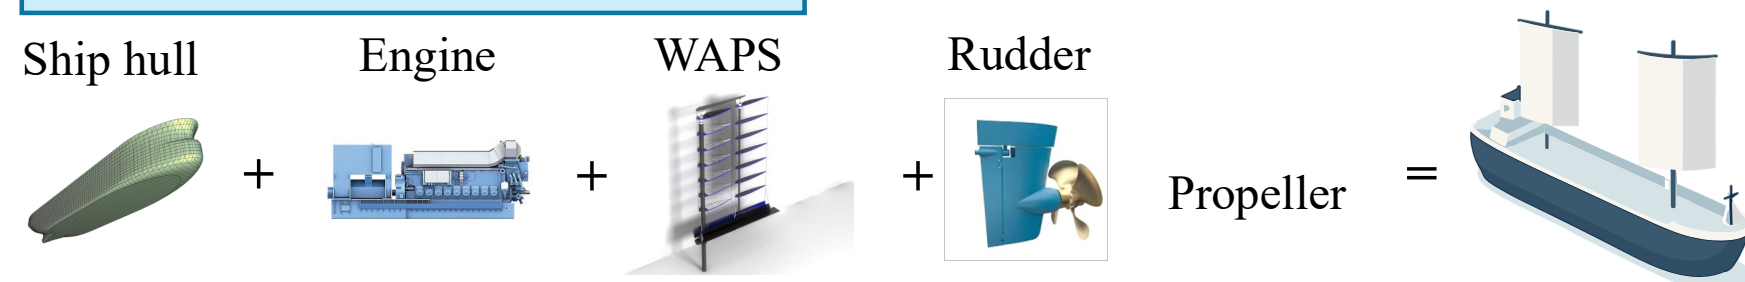 Ship hull
Engine
WAPS
Rudder
+
+
+
Propeller
=